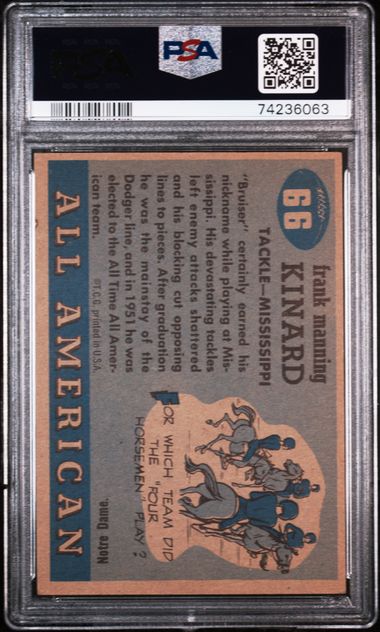 PSA
PSA
74236063
66
frank manning
KINARD
TACKLE—MISSISSIPPI
"Bruiser" certainly earned his
nickname while playing at Mis-
sissippi. His devastating tackles
left enemy attacks shattered
and his blocking cut opposing
lines to pieces. After graduation
he was the mainstay of the
Dodger line, and in 1951 he was
elected to the All Time All Amer-
ican team.
©T.C.G. printed in U.S.A.
FOR WHICH TEAM DID
THE "FOUR
HORSEMEN" PLAY?
Notre Dame.
ALL AMERICAN